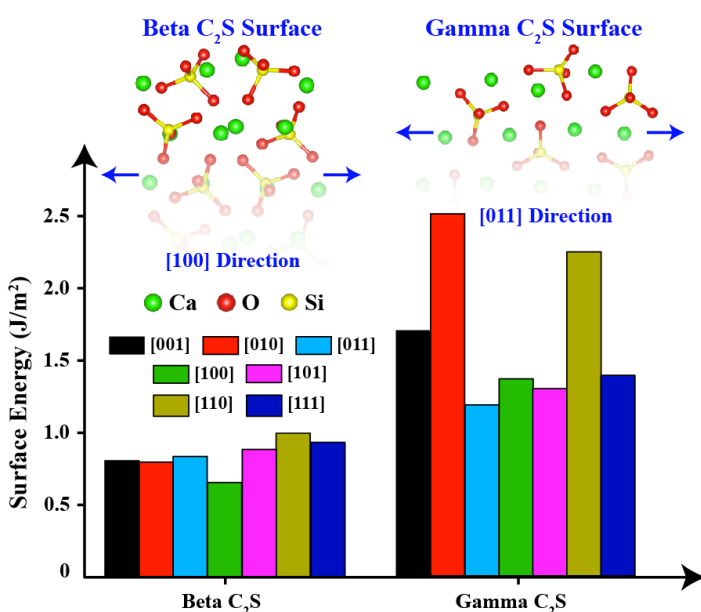 Beta C₂S Surface
Gamma C₂S Surface
[100] Direction
[011] Direction
Ca
O
Si
[001]
[010]
[011]
[100]
[101]
[110]
[111]
Surface Energy (J/m²)
2.5
2.0
1.5
1.0
0.5
0
Beta C₂S
Gamma C₂S